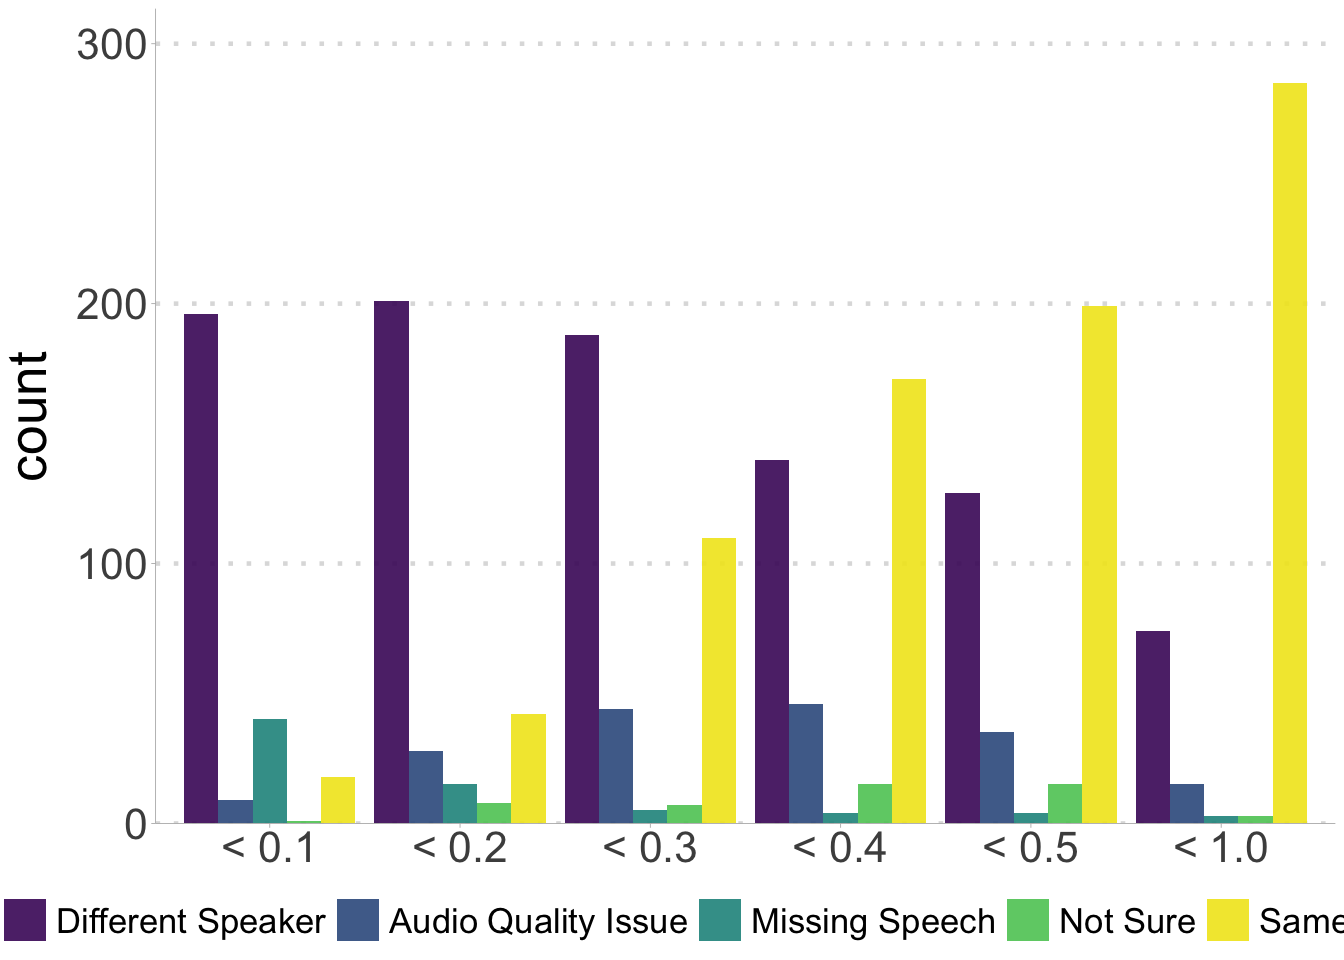 300
200
100
0
count
< 0.1 < 0.2 < 0.3 < 0.4 < 0.5 < 1.0
Different Speaker Audio Quality Issue Missing Speech Not Sure Same